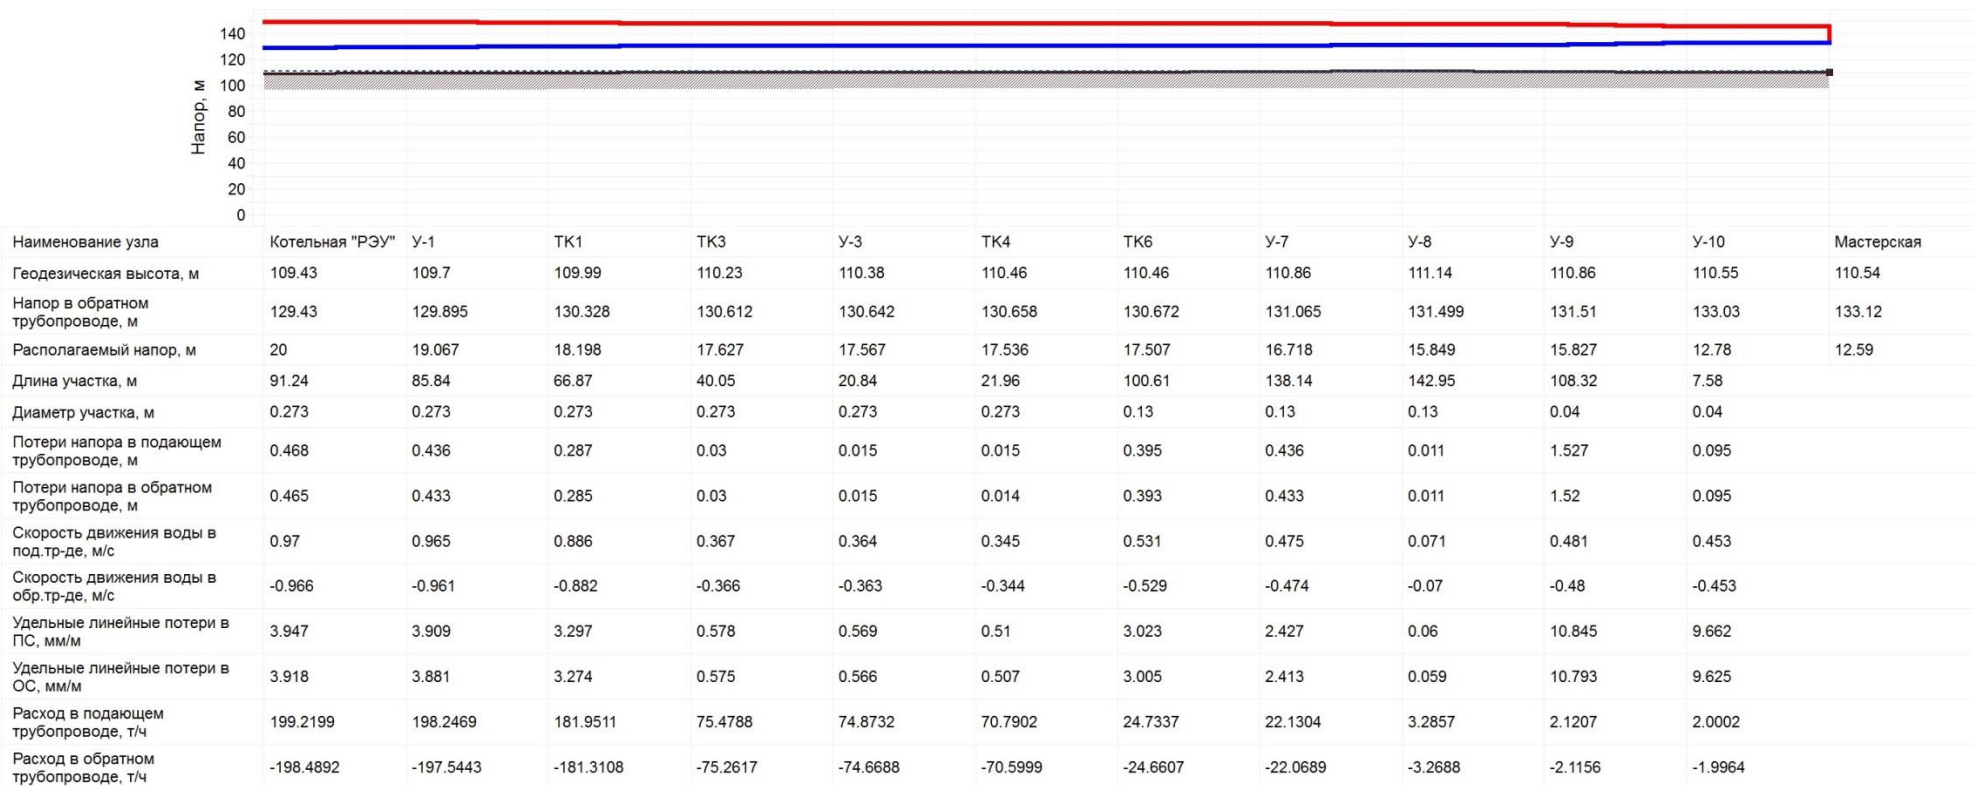 140
120
100
80
60
40
20
0
Напор, м
Наименование узла Котельная "РЭУ" У-1 ТК1 ТК3 У-3 ТК4 ТК6 У-7 У-8 У-9 У-10 Мастерская
Геодезическая высота, м 109.43 109.7 109.99 110.23 110.38 110.46 110.46 110.86 111.14 110.86 110.55 110.54
Напор в обратном
трубопроводе, м 129.43 129.895 130.328 130.612 130.642 130.658 130.672 131.065 131.499 131.51 133.03 133.12
Располагаемый напор, м 20 19.067 18.198 17.627 17.567 17.536 17.507 16.718 15.849 15.827 12.78 12.59
Длина участка, м 91.24 85.84 66.87 40.05 20.84 21.96 100.61 138.14 142.95 108.32 7.58
Диаметр участка, м 0.273 0.273 0.273 0.273 0.273 0.273 0.13 0.13 0.13 0.04 0.04
Потери напора в подающем
трубопроводе, м 0.468 0.436 0.287 0.03 0.015 0.015 0.395 0.436 0.011 1.527 0.095
Потери напора в обратном
трубопроводе, м 0.465 0.433 0.285 0.03 0.015 0.014 0.393 0.433 0.011 1.52 0.095
Скорость движения воды в
под.тр-де, м/с 0.97 0.965 0.886 0.367 0.364 0.345 0.531 0.475 0.071 0.481 0.453
Скорость движения воды в
обр.тр-де, м/с -0.966 -0.961 -0.882 -0.366 -0.363 -0.344 -0.529 -0.474 -0.07 -0.48 -0.453
Удельные линейные потери в
ПС, мм/м 3.947 3.909 3.297 0.578 0.569 0.51 3.023 2.427 0.06 10.845 9.662
Удельные линейные потери в
ОС, мм/м 3.918 3.881 3.274 0.575 0.566 0.507 3.005 2.413 0.059 10.793 9.625
Расход в подающем
трубопроводе, т/ч 199.2199 198.2469 181.9511 75.4788 74.8732 70.7902 24.7337 22.1304 3.2857 2.1207 2.0002
Расход в обратном
трубопроводе, т/ч -198.4892 -197.5443 -181.3108 -75.2617 -74.6688 -70.5999 -24.6607 -22.0689 -3.2688 -2.1156 -1.9964